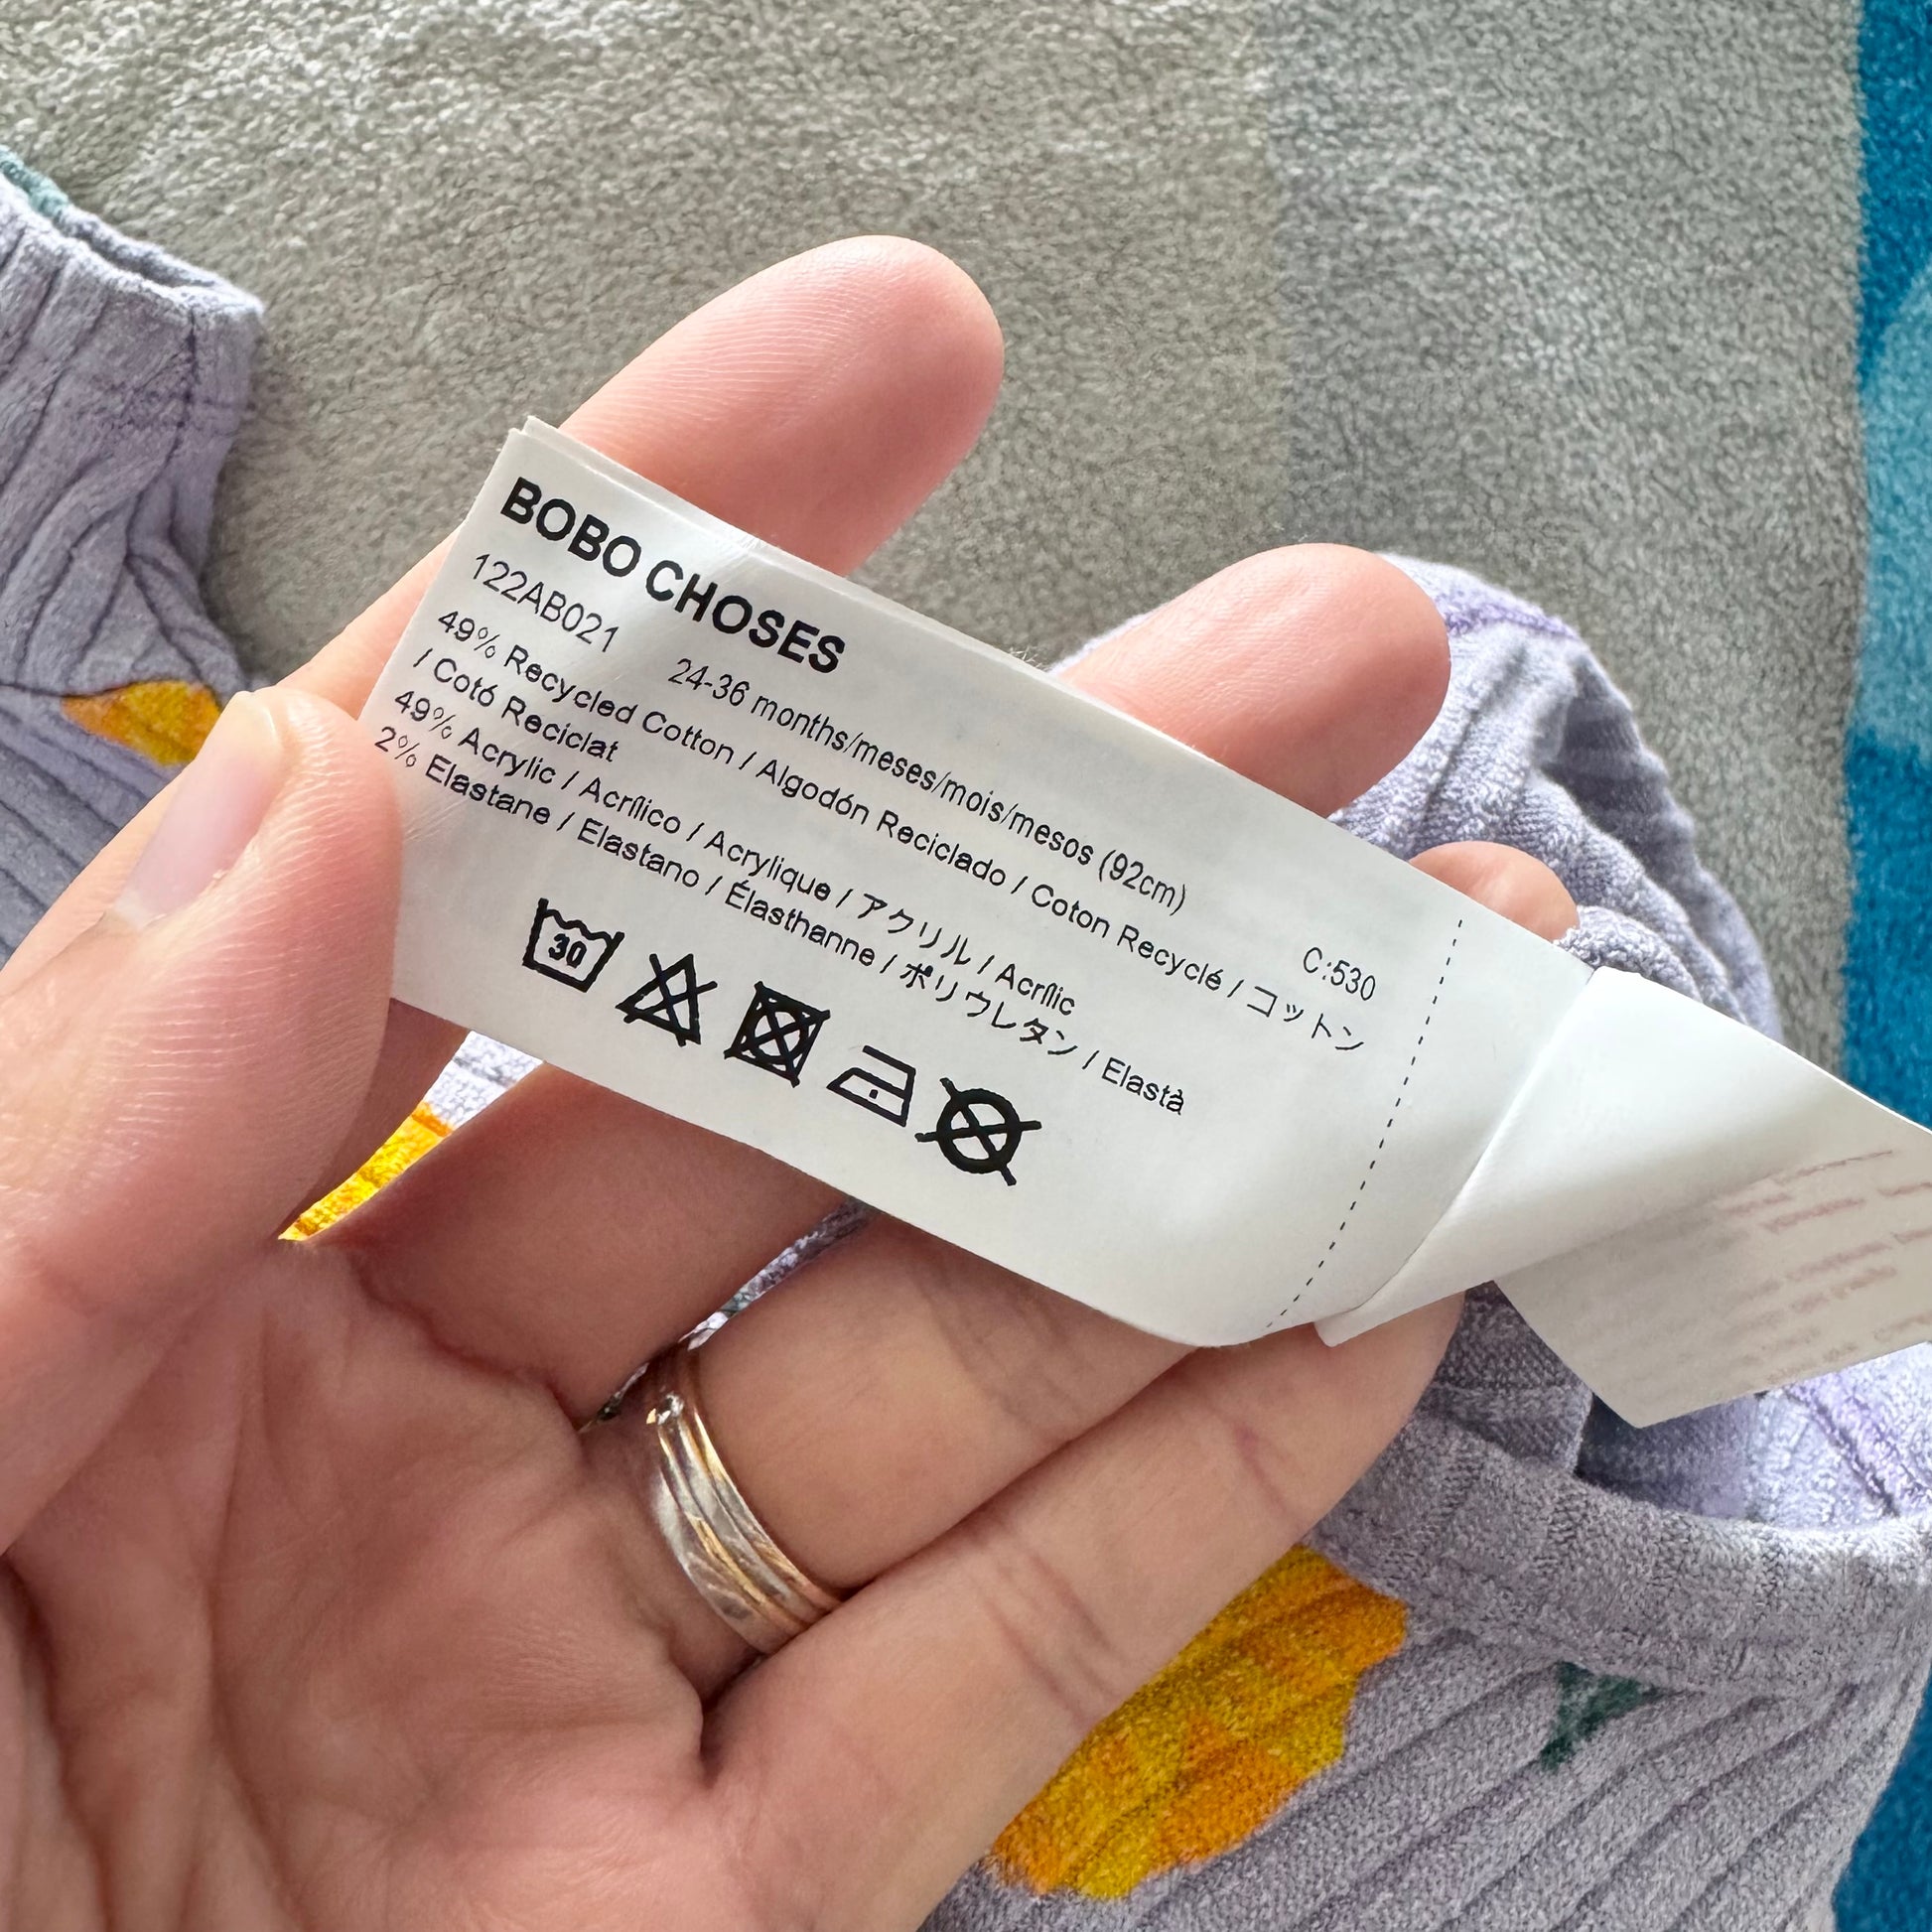 BOBO CHOSES
122AB021 24-36 months/meses/mois/mesos (92cm) C:530
49% Recycled Cotton / Algodón Reciclado / Coton Recyclé / コットン
/ Cotó Reciclat
49% Acrylic / Acrílico / Acrylique / アクリル / Acrílic
2% Elastane / Elastano / Élasthanne / ポリウレタン / Elastà
30